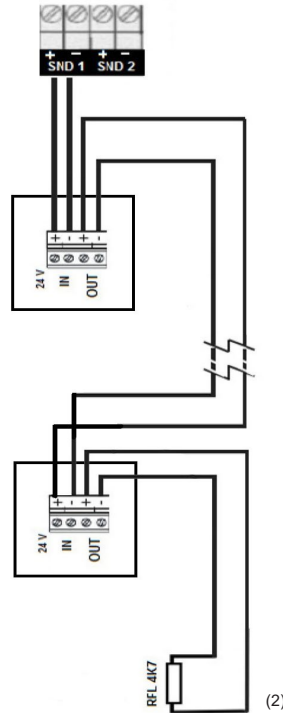 + - + -
SND 1 SND 2
+ - + -
24 V IN OUT
+ - + -
24 V IN OUT
RFL 4K7
(2)